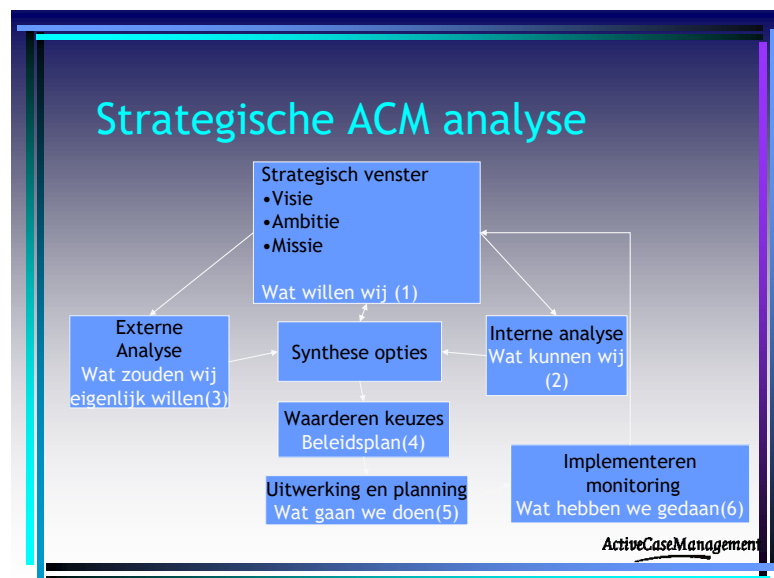 Strategische ACM analyse
Strategisch venster
•Visie
•Ambitie
•Missie
Wat willen wij (1)
Externe
Analyse
Wat zouden wij
eigenlijk willen(3)
Synthese opties
Interne analyse
Wat kunnen wij
(2)
Waarderen keuzes
Beleidsplan(4)
Uitwerking en planning
Wat gaan we doen(5)
Implementeren
monitoring
Wat hebben we gedaan(6)
ActiveCaseManagement